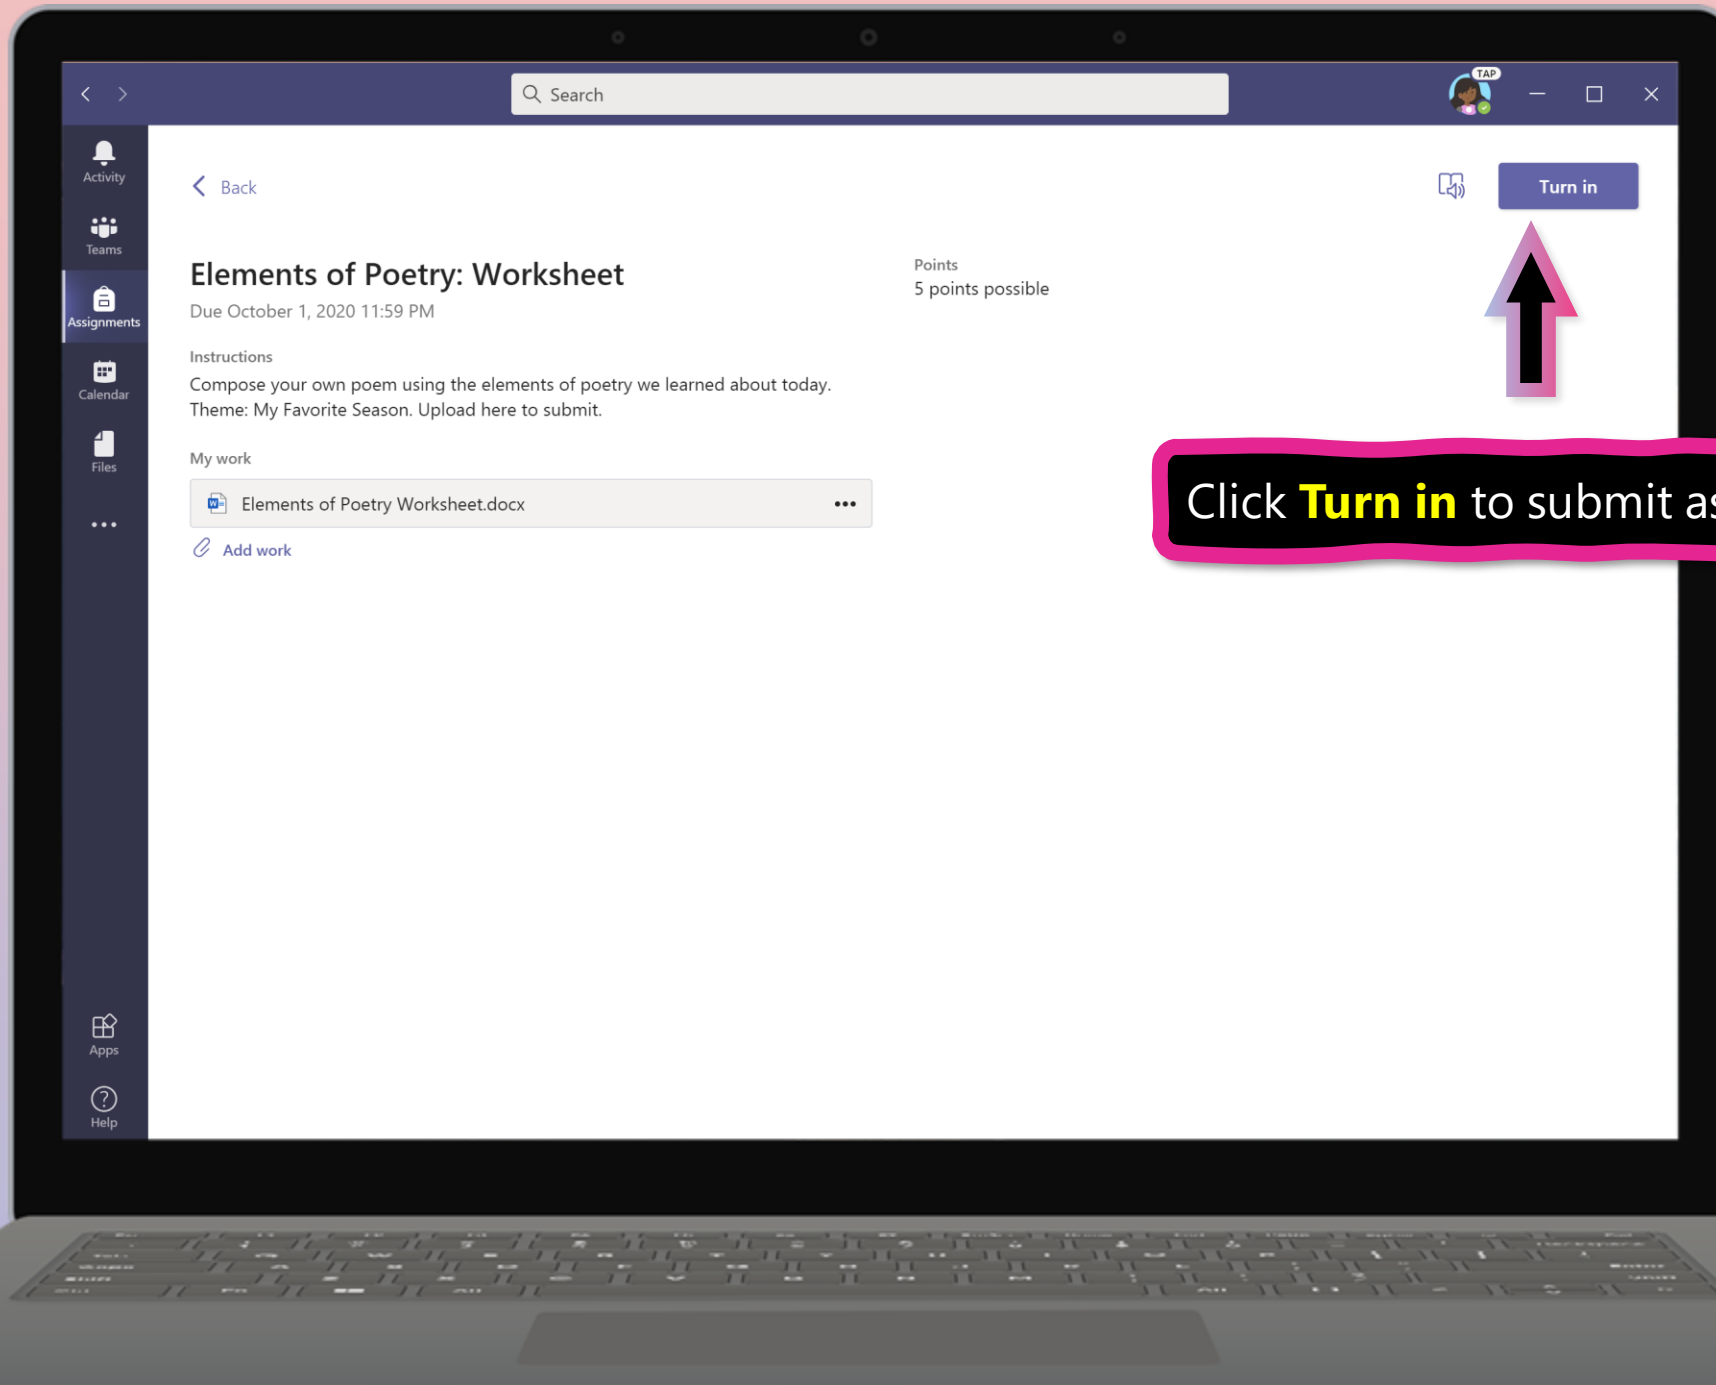 Search
TAP
Activity
Back
Turn in
Teams
Elements of Poetry: Worksheet
Due October 1, 2020 11:59 PM
Points
5 points possible
Assignments
Instructions
Compose your own poem using the elements of poetry we learned about today.
Theme: My Favorite Season. Upload here to submit.
Calendar
Files
My work
Elements of Poetry Worksheet.docx
Add work
Click Turn in to submit
Apps
Help